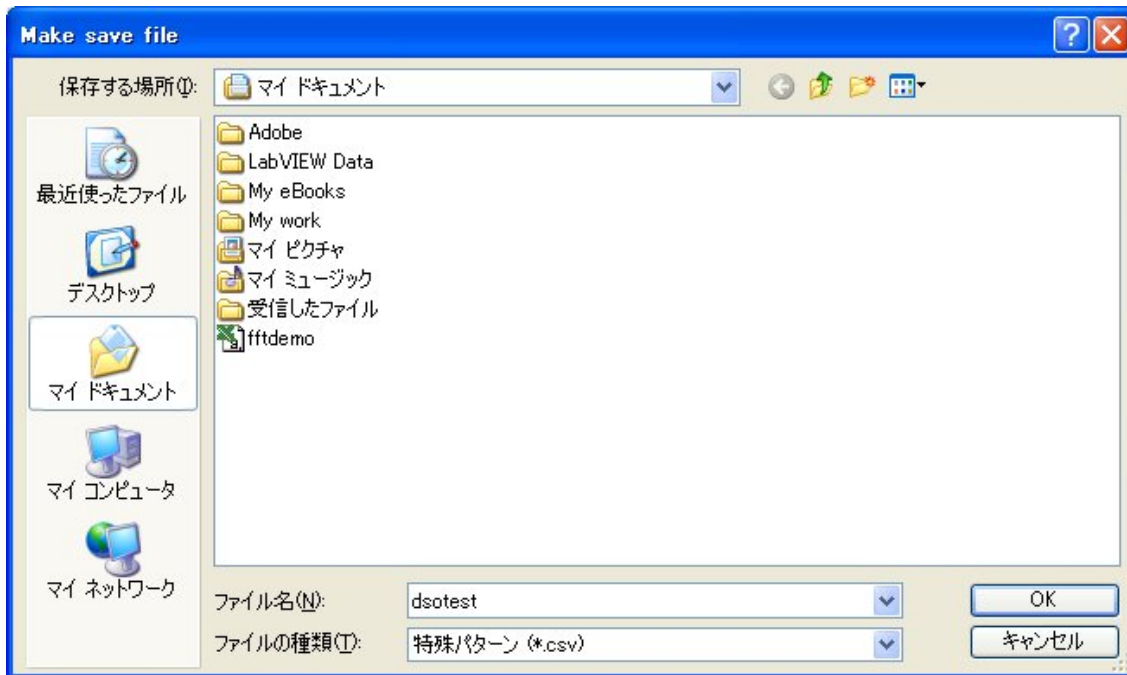 Make save file
保存する場所(I):
マイ ドキュメント
最近使ったファイル
デスクトップ
マイ ドキュメント
マイ コンピュータ
マイ ネットワーク
Adobe
LabVIEW Data
My eBooks
My work
マイ ピクチャ
マイ ミュージック
受信したファイル
fftdemo
ファイル名(N):
dsotest
OK
ファイルの種類(T):
特殊パターン (*.csv)
キャンセル